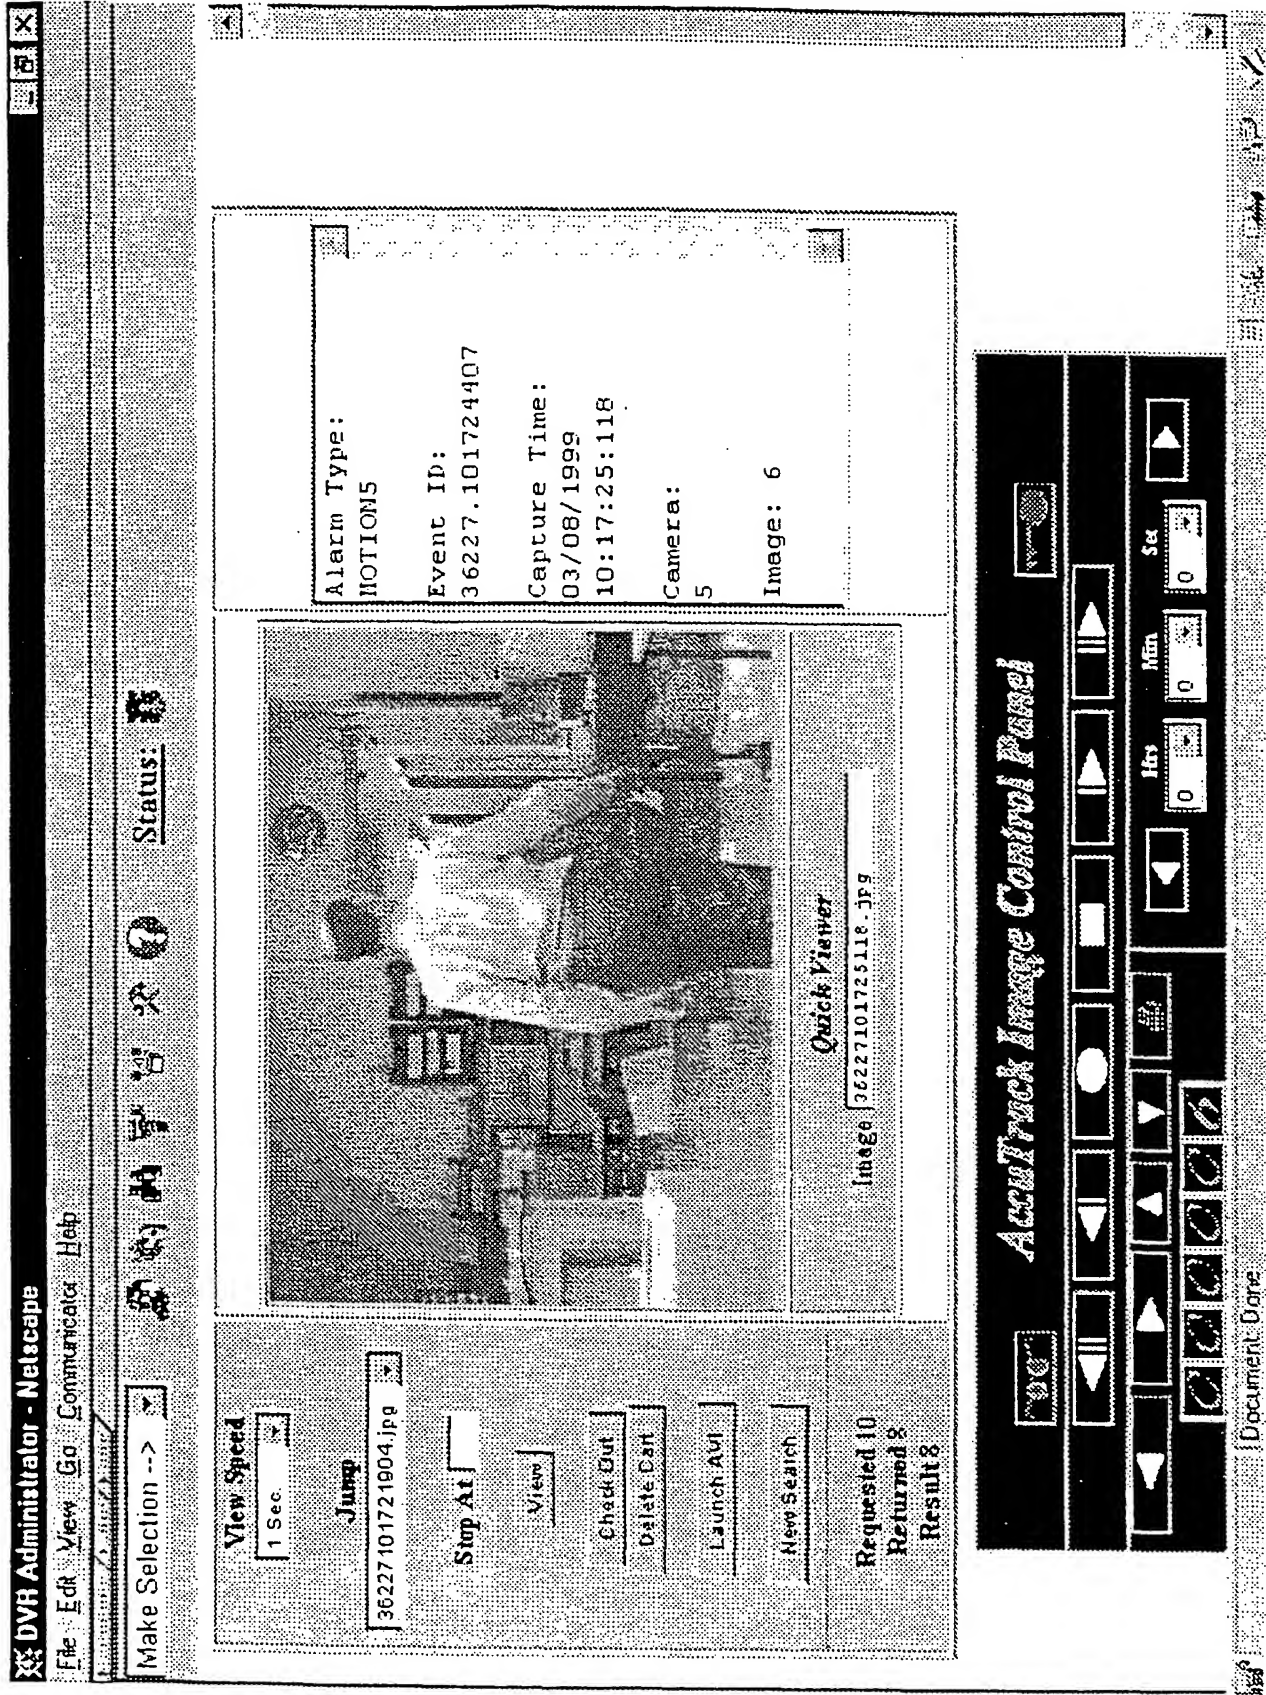 DVR Administrator - Netscape
File Edit View Go Communicator Help
Make Selection -->
Status:
View Speed
1 Sec.
Jump
36227101721904.jpg
Stop At
View
Check Out
Delete Cart
Launch AVI
New Search
Requested 10
Returned 8
Result 8
Quick Viewer
Image 36227101725118.jpg
Alarm Type:
MOTION5
Event ID:
36227.101724407
Capture Time:
03/08/1999
10:17:25:118
Camera:
5
Image: 6
AccuTrack Image Control Panel
Hrs Min Sec
0 0 0
Document: Done